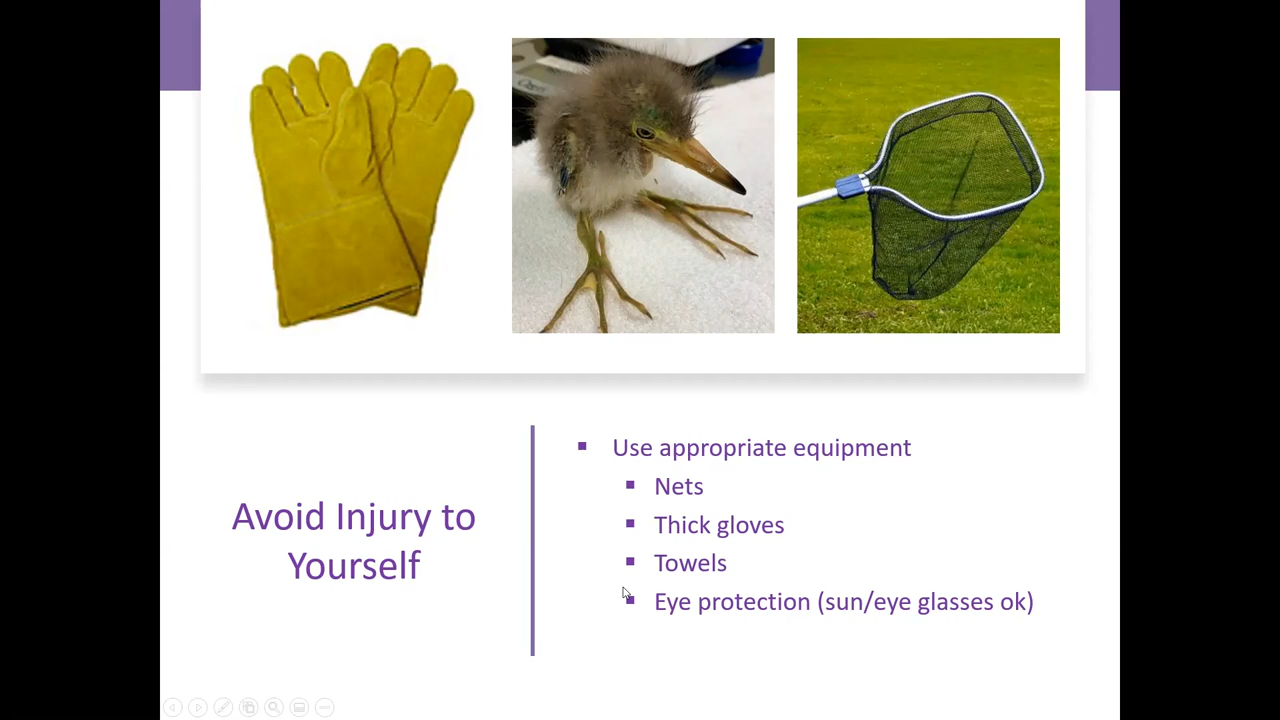 Avoid Injury to
Yourself
Use appropriate equipment
Nets
Thick gloves
Towels
Eye protection (sun/eye glasses ok)